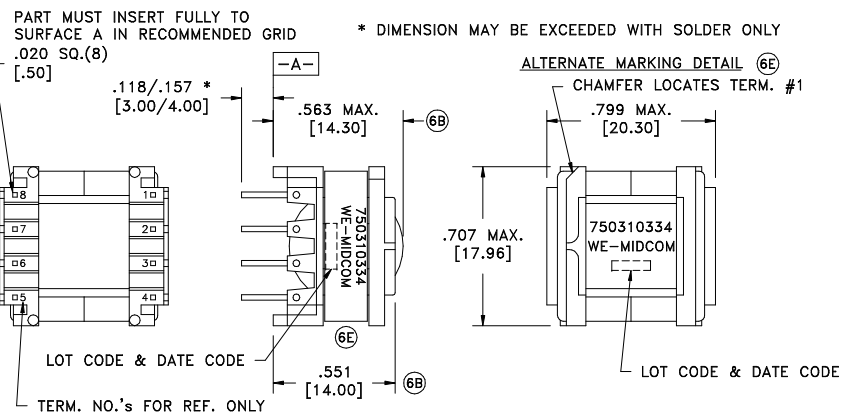 PART MUST INSERT FULLY TO
SURFACE A IN RECOMMENDED GRID
.020 SQ.(8)
[.50]
* DIMENSION MAY BE EXCEEDED WITH SOLDER ONLY
-A-
ALTERNATE MARKING DETAIL 6E
CHAMFER LOCATES TERM. #1
.118/.157 *
[3.00/4.00]
.563 MAX.
[14.30]
6B
.799 MAX.
[20.30]
8
1
7
2
6
3
5
4
750310334
WE-MIDCOM
.707 MAX.
[17.96]
750310334
WE-MIDCOM
6E
LOT CODE & DATE CODE
LOT CODE & DATE CODE
.551
[14.00]
6B
TERM. NO.'s FOR REF. ONLY